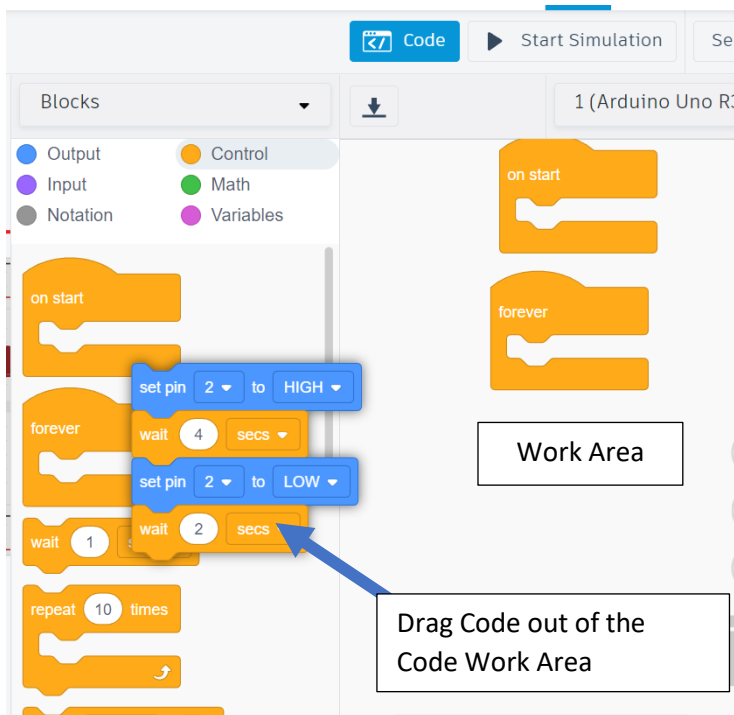 Code
Start Simulation
Se
Blocks
1 (Arduino Uno R3
Output
Control
Input
Math
Notation
Variables
on start
forever
on start
forever
set pin 2 to HIGH
wait 4 secs
set pin 2 to LOW
wait 2 secs
wait 1
repeat 10 times
Work Area
Drag Code out of the
Code Work Area